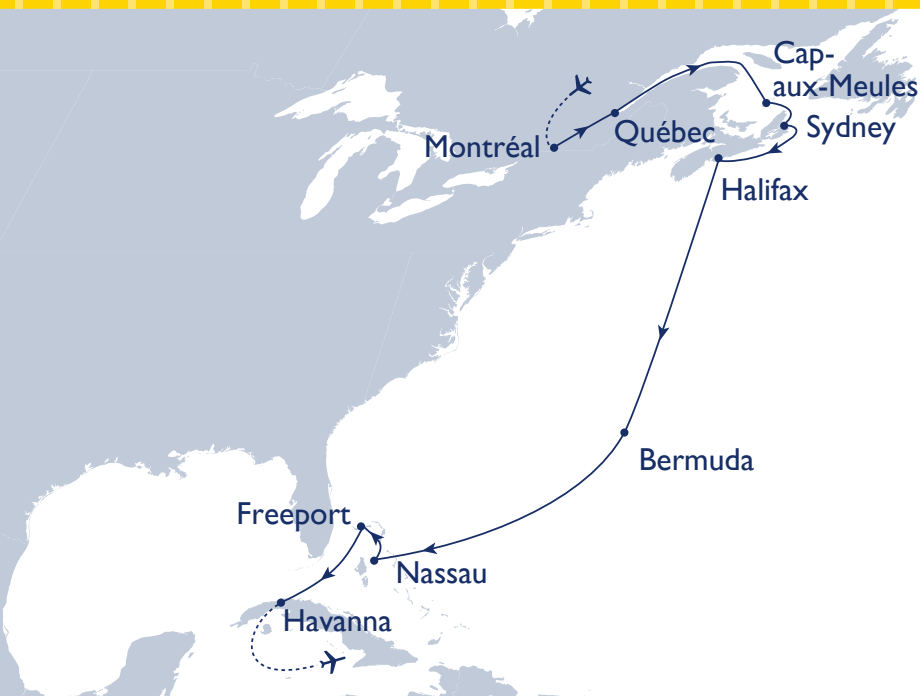 Cap-
aux-Meules
Sydney
Québec
Montréal
Halifax
Bermuda
Freeport
Nassau
Havanna